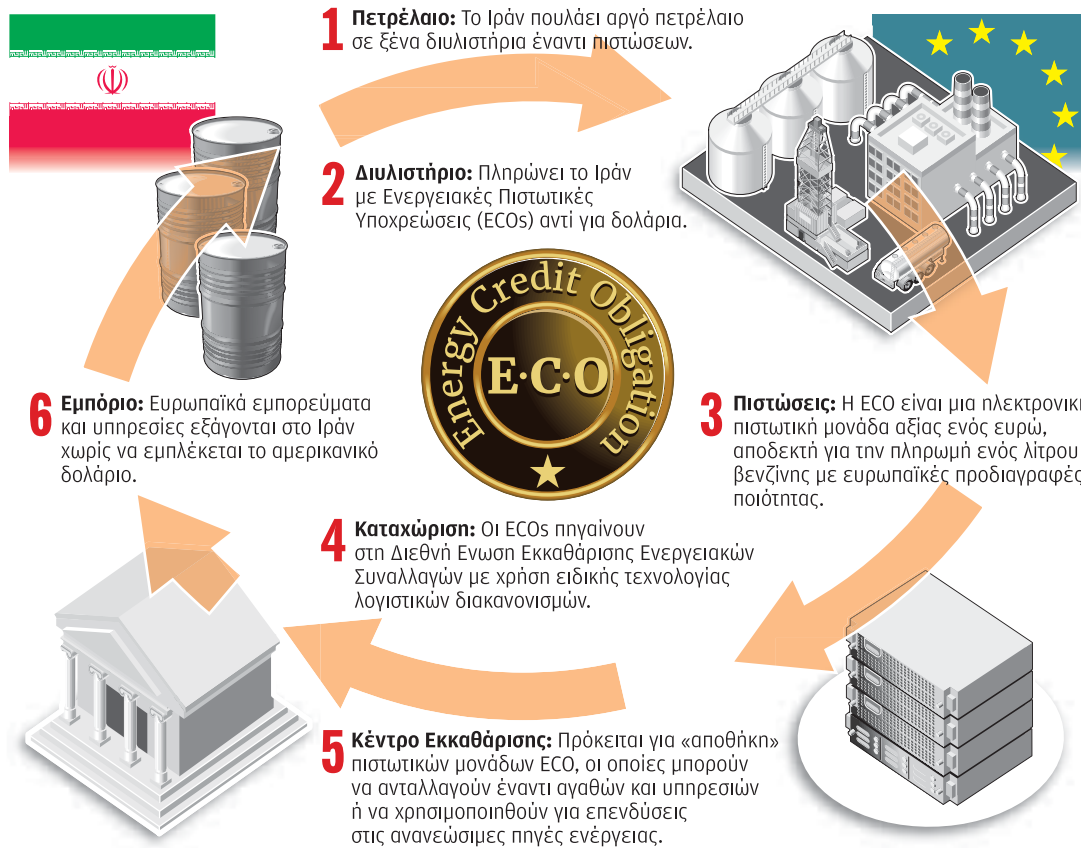 1 Πετρέλαιο: Το Ιράν πουλάει αργό πετρέλαιο
σε ξένα διυλιστήρια έναντι πιστώσεων.
2 Διυλιστήριο: Πληρώνει το Ιράν
με Ενεργειακές Πιστωτικές
Υποχρεώσεις (ECOs) αντί για δολάρια.
Energy Credit Obligation
E·C·O
3 Πιστώσεις: Η ECO είναι μια ηλεκτρονικ
πιστωτική μονάδα αξίας ενός ευρώ,
αποδεκτή για την πληρωμή ενός λίτρου
βενζίνης με ευρωπαϊκές προδιαγραφές
ποιότητας.
4 Καταχώριση: Οι ECOs πηγαίνουν
στη Διεθνή Ενωση Εκκαθάρισης Ενεργειακών
Συναλλαγών με χρήση ειδικής τεχνολογίας
λογιστικών διακανονισμών.
5 Κέντρο Εκκαθάρισης: Πρόκειται για «αποθήκη»
πιστωτικών μονάδων ECO, οι οποίες μπορούν
να ανταλλαγούν έναντι αγαθών και υπηρεσιών
ή να χρησιμοποιηθούν για επενδύσεις
στις ανανεώσιμες πηγές ενέργειας.
6 Εμπόριο: Ευρωπαϊκά εμπορεύματα
και υπηρεσίες εξάγονται στο Ιράν
χωρίς να εμπλέκεται το αμερικανικό
δολάριο.